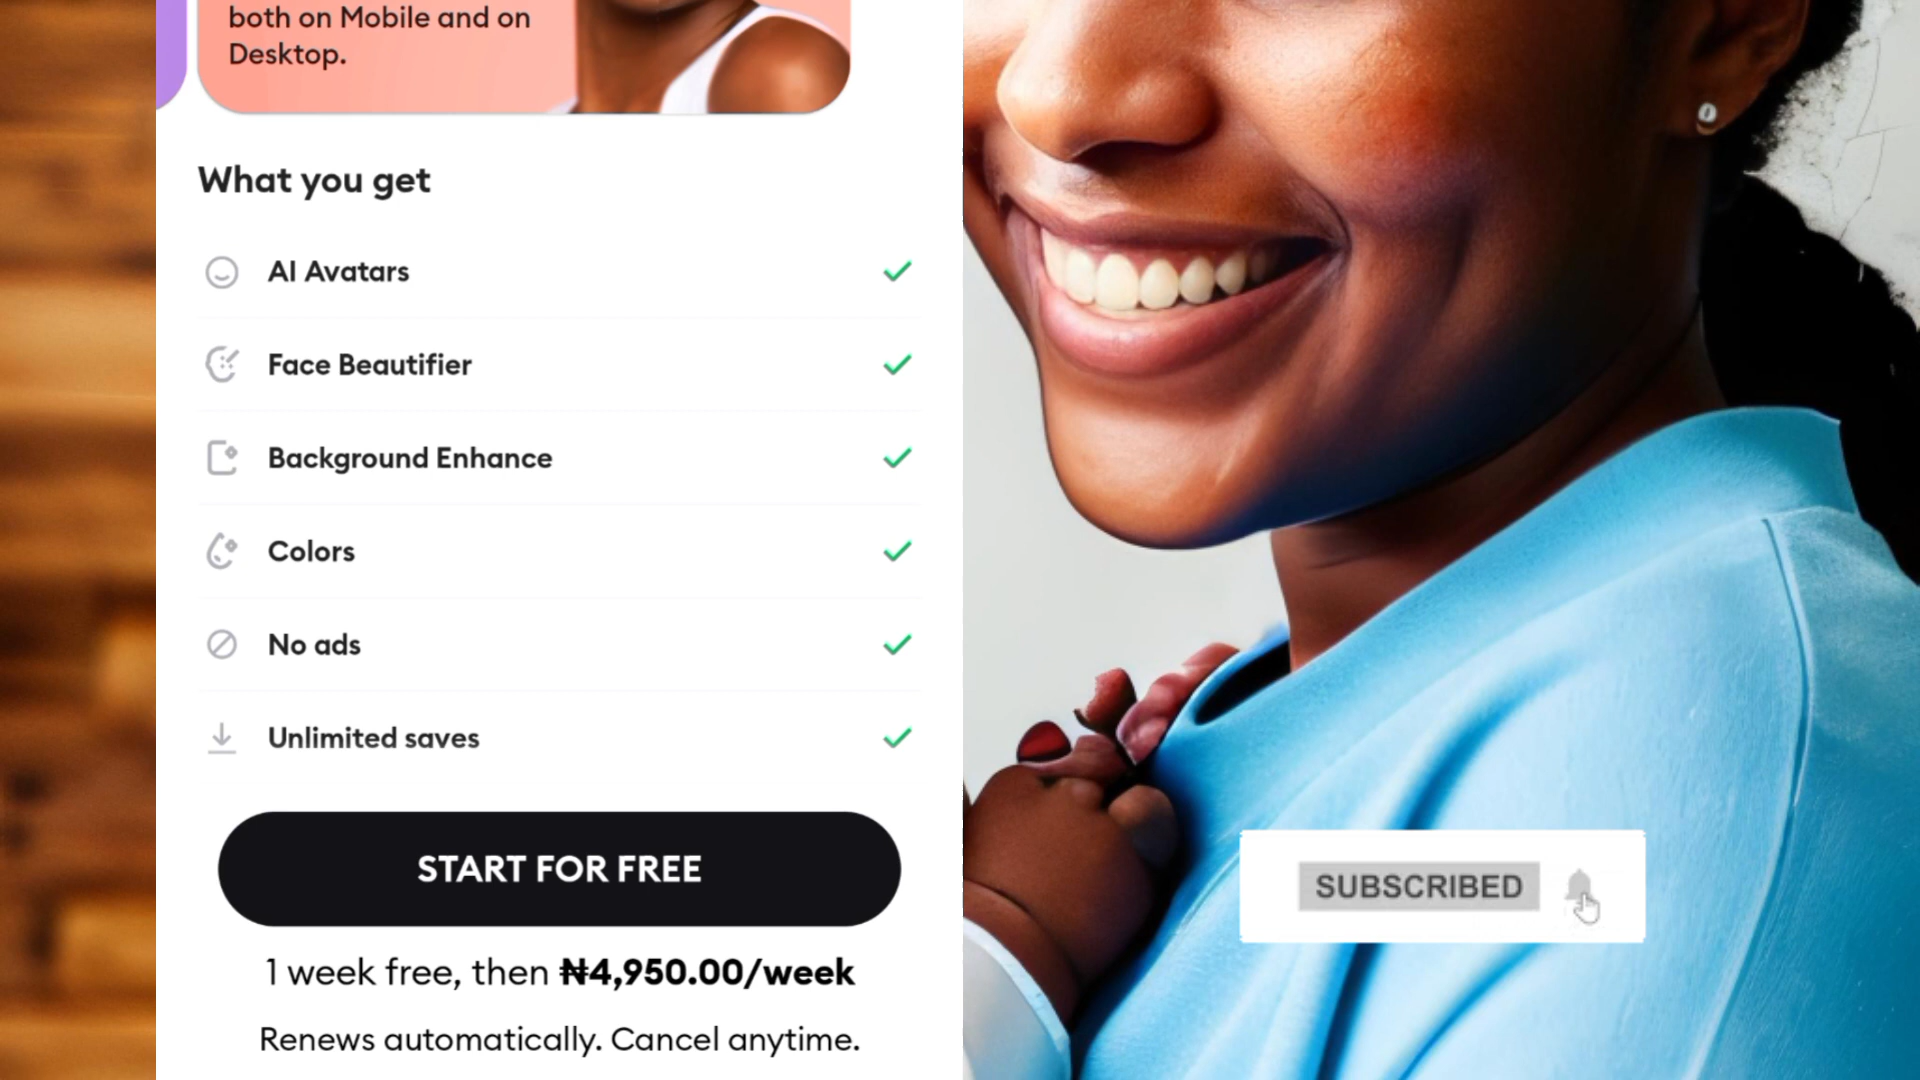 both on Mobile and on
Desktop.
What you get
AI Avatars
Face Beautifier
Background Enhance
Colors
No ads
Unlimited saves
START FOR FREE
1 week free, then ₦4,950.00/week
Renews automatically. Cancel anytime.
SUBSCRIBED